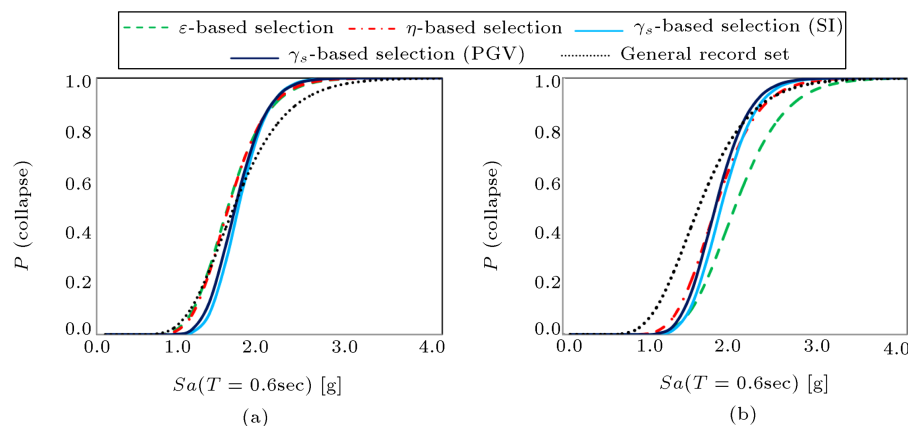 ε-based selection η-based selection γs-based selection (SI)
γs-based selection (PGV) General record set
P (collapse)
1.0
0.8
0.6
0.4
0.2
0.0
0.0 1.0 2.0 3.0 4.0
Sa(T = 0.6sec) [g]
(a)
P (collapse)
1.0
0.8
0.6
0.4
0.2
0.0
0.0 1.0 2.0 3.0 4.0
Sa(T = 0.6sec) [g]
(b)